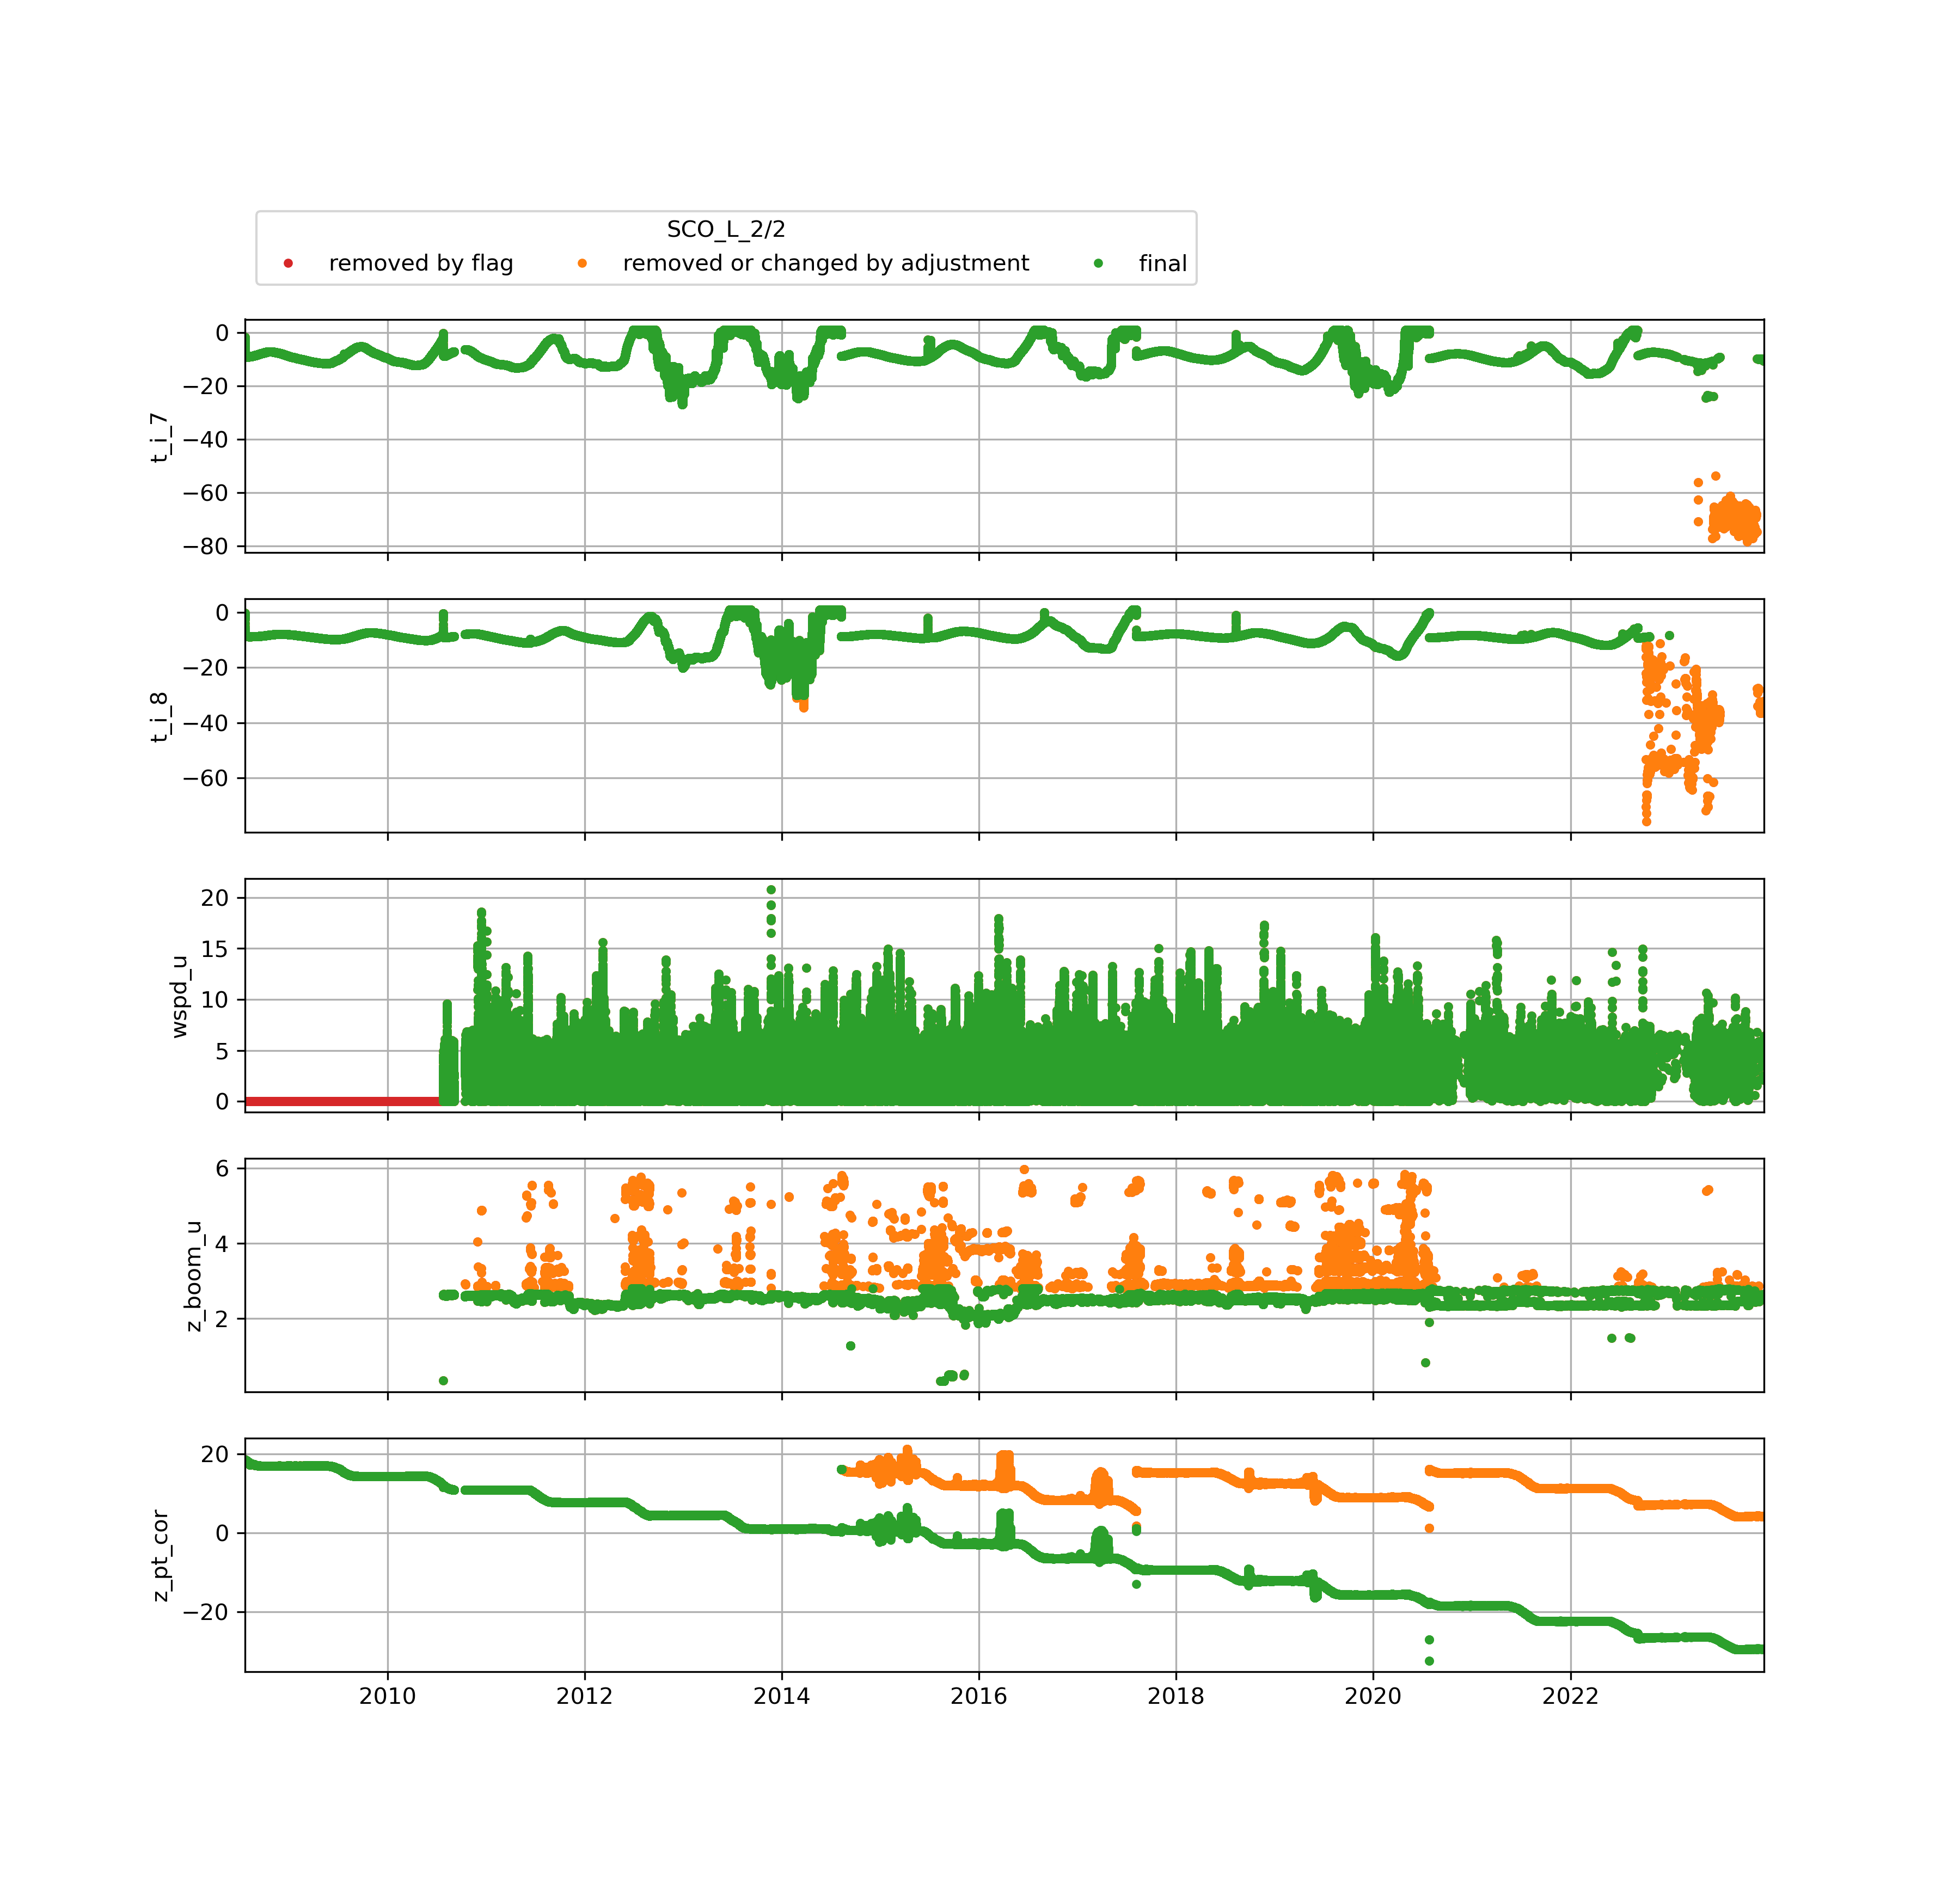 SCO_L_2/2
removed by flag removed or changed by adjustment final
0
−20
−40
−60
−80
t_i_7
0
−20
−40
−60
t_i_8
20
15
10
5
0
wspd_u
6
4
2
z_boom_u
20
0
−20
z_pt_cor
2010 2012 2014 2016 2018 2020 2022